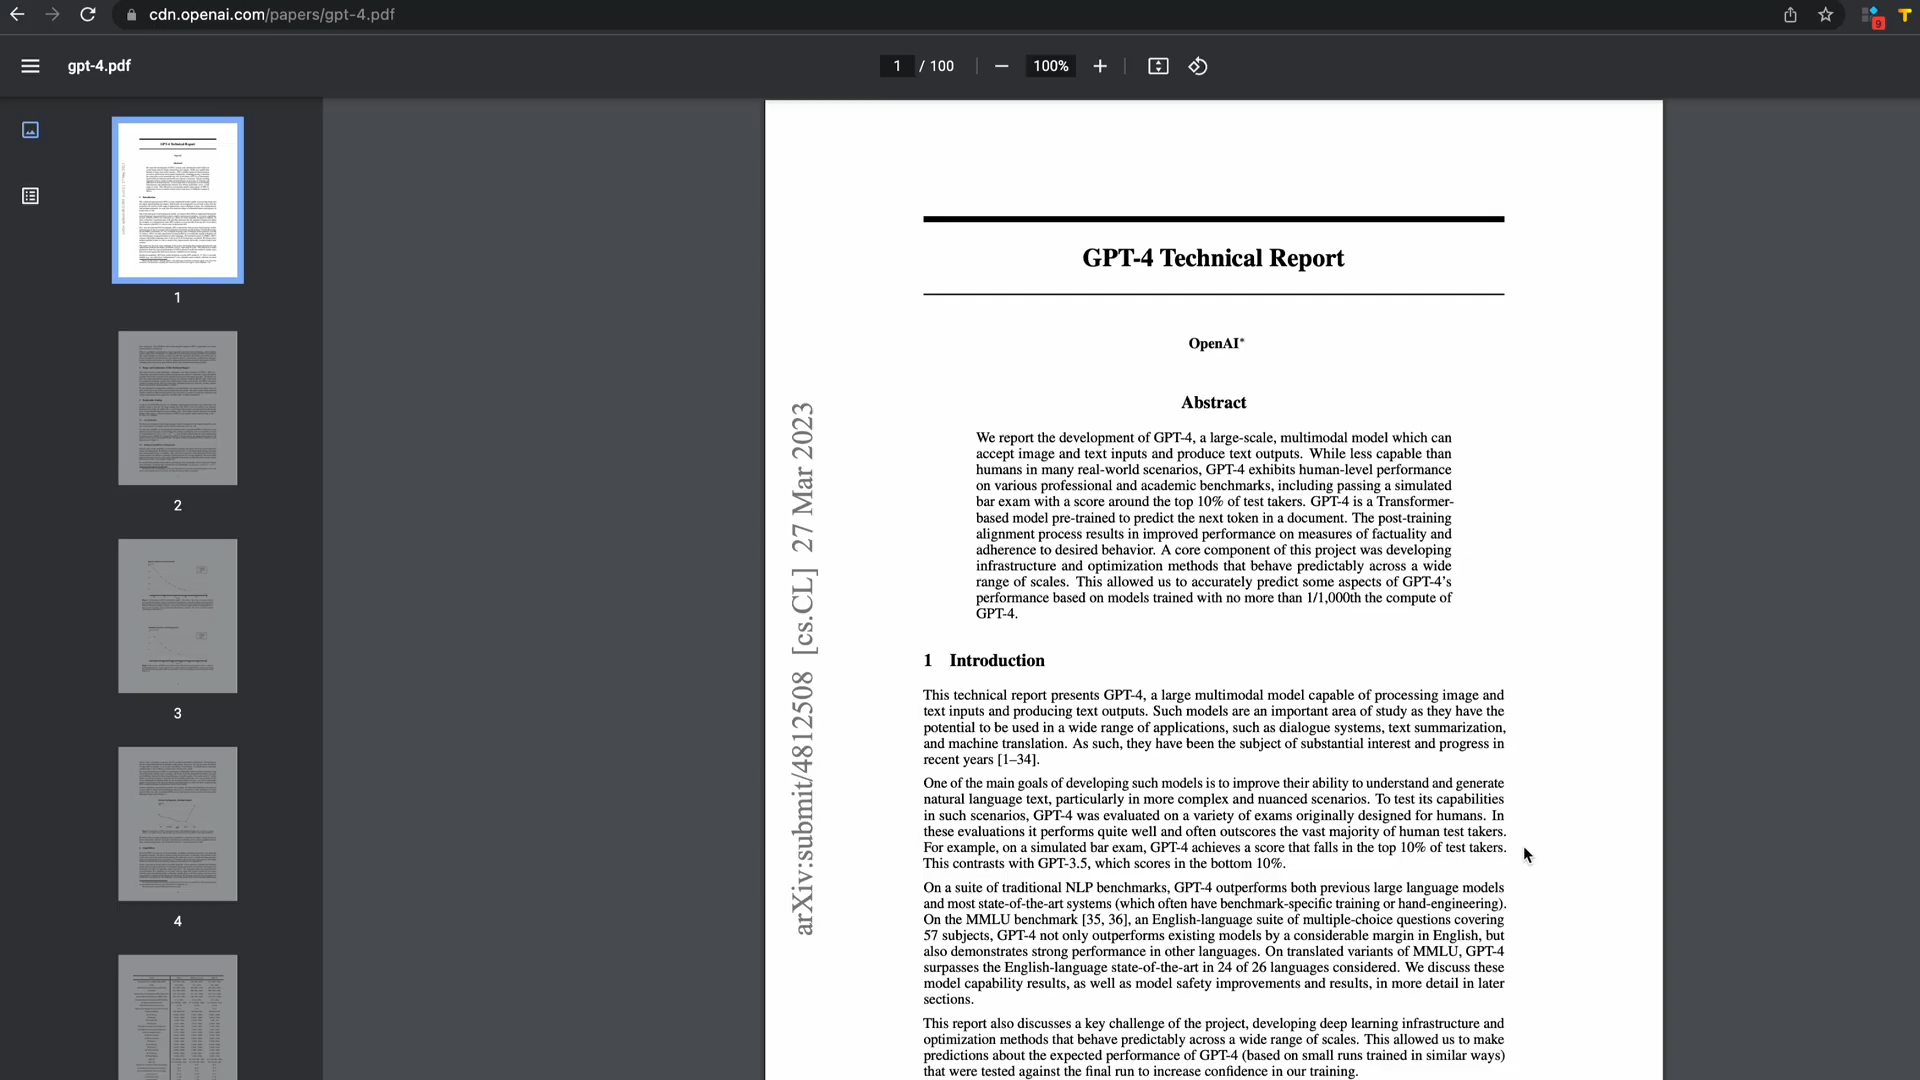 cdn.openai.com/papers/gpt-4.pdf
9
T
gpt-4.pdf
1 / 100
100%
1
2
3
4
GPT-4 Technical Report
OpenAI*
Abstract
We report the development of GPT-4, a large-scale, multimodal model which can
accept image and text inputs and produce text outputs. While less capable than
humans in many real-world scenarios, GPT-4 exhibits human-level performance
on various professional and academic benchmarks, including passing a simulated
bar exam with a score around the top 10% of test takers. GPT-4 is a Transformer-
based model pre-trained to predict the next token in a document. The post-training
alignment process results in improved performance on measures of factuality and
adherence to desired behavior. A core component of this project was developing
infrastructure and optimization methods that behave predictably across a wide
range of scales. This allowed us to accurately predict some aspects of GPT-4's
performance based on models trained with no more than 1/1,000th the compute of
GPT-4.
arXiv:submit/4812508 [cs.CL] 27 Mar 2023
1 Introduction
This technical report presents GPT-4, a large multimodal model capable of processing image and
text inputs and producing text outputs. Such models are an important area of study as they have the
potential to be used in a wide range of applications, such as dialogue systems, text summarization,
and machine translation. As such, they have been the subject of substantial interest and progress in
recent years [1–34].
One of the main goals of developing such models is to improve their ability to understand and generate
natural language text, particularly in more complex and nuanced scenarios. To test its capabilities
in such scenarios, GPT-4 was evaluated on a variety of exams originally designed for humans. In
these evaluations it performs quite well and often outscores the vast majority of human test takers.
For example, on a simulated bar exam, GPT-4 achieves a score that falls in the top 10% of test takers.
This contrasts with GPT-3.5, which scores in the bottom 10%.
On a suite of traditional NLP benchmarks, GPT-4 outperforms both previous large language models
and most state-of-the-art systems (which often have benchmark-specific training or hand-engineering).
On the MMLU benchmark [35, 36], an English-language suite of multiple-choice questions covering
57 subjects, GPT-4 not only outperforms existing models by a considerable margin in English, but
also demonstrates strong performance in other languages. On translated variants of MMLU, GPT-4
surpasses the English-language state-of-the-art in 24 of 26 languages considered. We discuss these
model capability results, as well as model safety improvements and results, in more detail in later
sections.
This report also discusses a key challenge of the project, developing deep learning infrastructure and
optimization methods that behave predictably across a wide range of scales. This allowed us to make
predictions about the expected performance of GPT-4 (based on small runs trained in similar ways)
that were tested against the final run to increase confidence in our training.